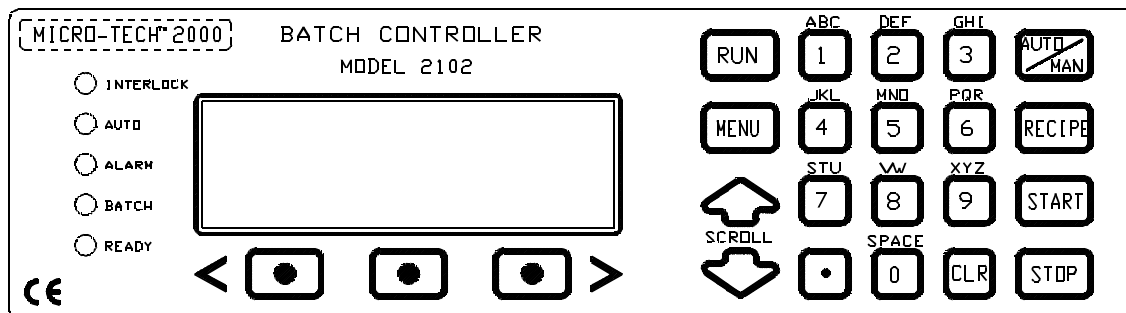 MICRO-TECH™ 2000
BATCH CONTROLLER
MODEL 2102
INTERLOCK
AUTO
ALARM
BATCH
READY
< >
CE
RUN
ABC
1
DEF
2
GHI
3
AUTO/MAN
MENU
JKL
4
MNO
5
PQR
6
RECIPE
STU
7
VW
8
XYZ
9
START
SCROLL
.
SPACE
0
CLR
STOP